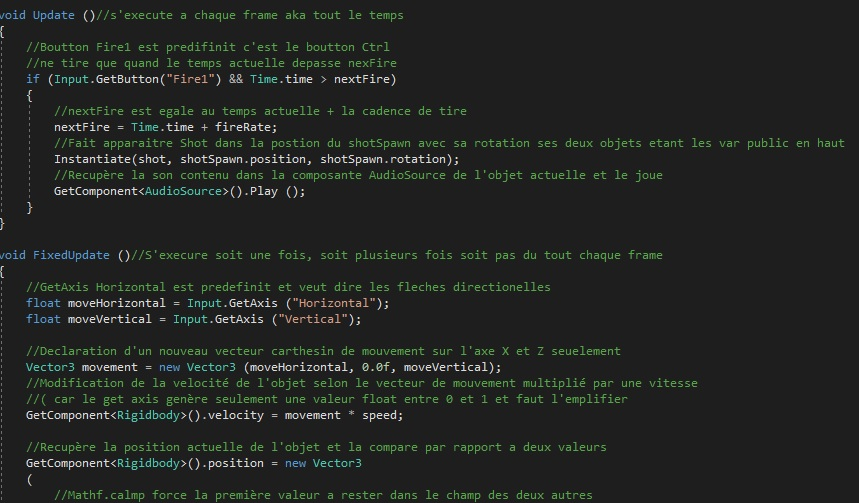 void Update ()//s'execute a chaque frame aka tout le temps
{
//Boutton Fire1 est predifinit c'est le boutton Ctrl
//ne tire que quand le temps actuelle depasse nexFire
if (Input.GetButton("Fire1") && Time.time > nextFire)
{
//nextFire est egale au temps actuelle + la cadence de tire
nextFire = Time.time + fireRate;
//Fait apparaitre Shot dans la postion du shotSpawn avec sa rotation ses deux objets etant les var public en haut
Instantiate(shot, shotSpawn.position, shotSpawn.rotation);
//Recupère la son contenu dans la composante AudioSource de l'objet actuelle et le joue
GetComponent<AudioSource>().Play ();
}
}
void FixedUpdate ()//S'execure soit une fois, soit plusieurs fois soit pas du tout chaque frame
{
//GetAxis Horizontal est predefinit et veut dire les fleches directionelles
float moveHorizontal = Input.GetAxis ("Horizontal");
float moveVertical = Input.GetAxis ("Vertical");
//Declaration d'un nouveau vecteur carthesin de mouvement sur l'axe X et Z seuelement
Vector3 movement = new Vector3 (moveHorizontal, 0.0f, moveVertical);
//Modification de la velocité de l'objet selon le vecteur de mouvement multiplié par une vitesse
//( car le get axis genère seulement une valeur float entre 0 et 1 et faut l'emplifier
GetComponent<Rigidbody>().velocity = movement * speed;
//Recupère la position actuelle de l'objet et la compare par rapport a deux valeurs
GetComponent<Rigidbody>().position = new Vector3
(
//Mathf.calmp force la première valeur a rester dans le champ des deux autres